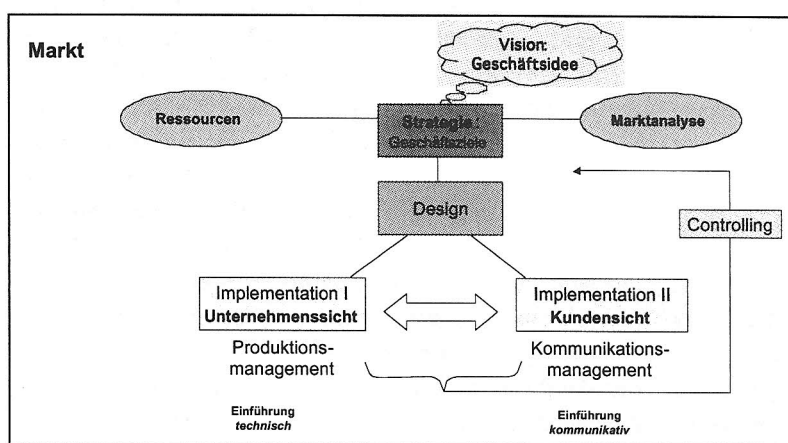 Markt
Vision:
Geschäftsidee
Ressourcen
Strategie:
Geschäftsziele
Marktanalyse
Design
Controlling
Implementation I
Unternehmenssicht
Implementation II
Kundensicht
Produktions-
management
Kommunikations-
management
Einführung
technisch
Einführung
kommunikativ